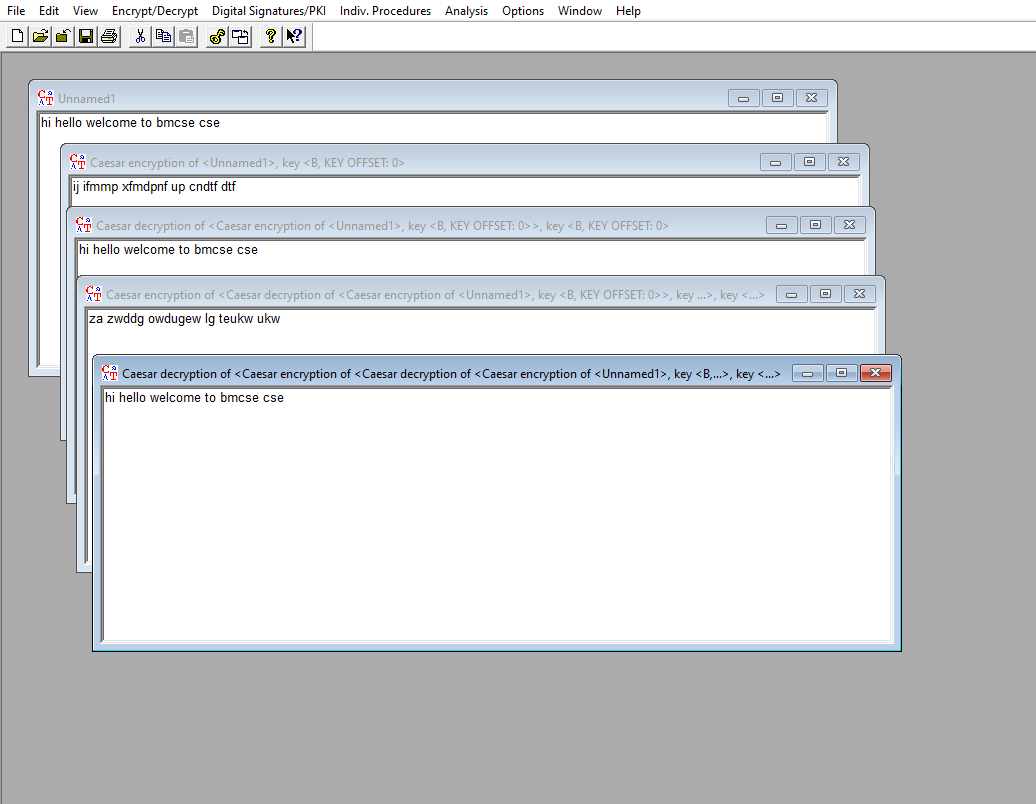 File Edit View Encrypt/Decrypt Digital Signatures/PKI Indiv. Procedures Analysis Options Window Help
Unnamed1
hi hello welcome to bmcse cse
Caesar encryption of <Unnamed1>, key <B, KEY OFFSET: 0>
ij ifmmp xfmdpnf up cndtf dtf
Caesar decryption of <Caesar encryption of <Unnamed1>, key <B, KEY OFFSET: 0>>, key <B, KEY OFFSET: 0>
hi hello welcome to bmcse cse
Caesar encryption of <Caesar decryption of <Caesar encryption of <Unnamed1>, key <B, KEY OFFSET: 0>>, key ...>, key <...>
za zwddg owdugew lg teukw ukw
Caesar decryption of <Caesar encryption of <Caesar decryption of <Caesar encryption of <Unnamed1>, key <B,...>, key <...>
hi hello welcome to bmcse cse